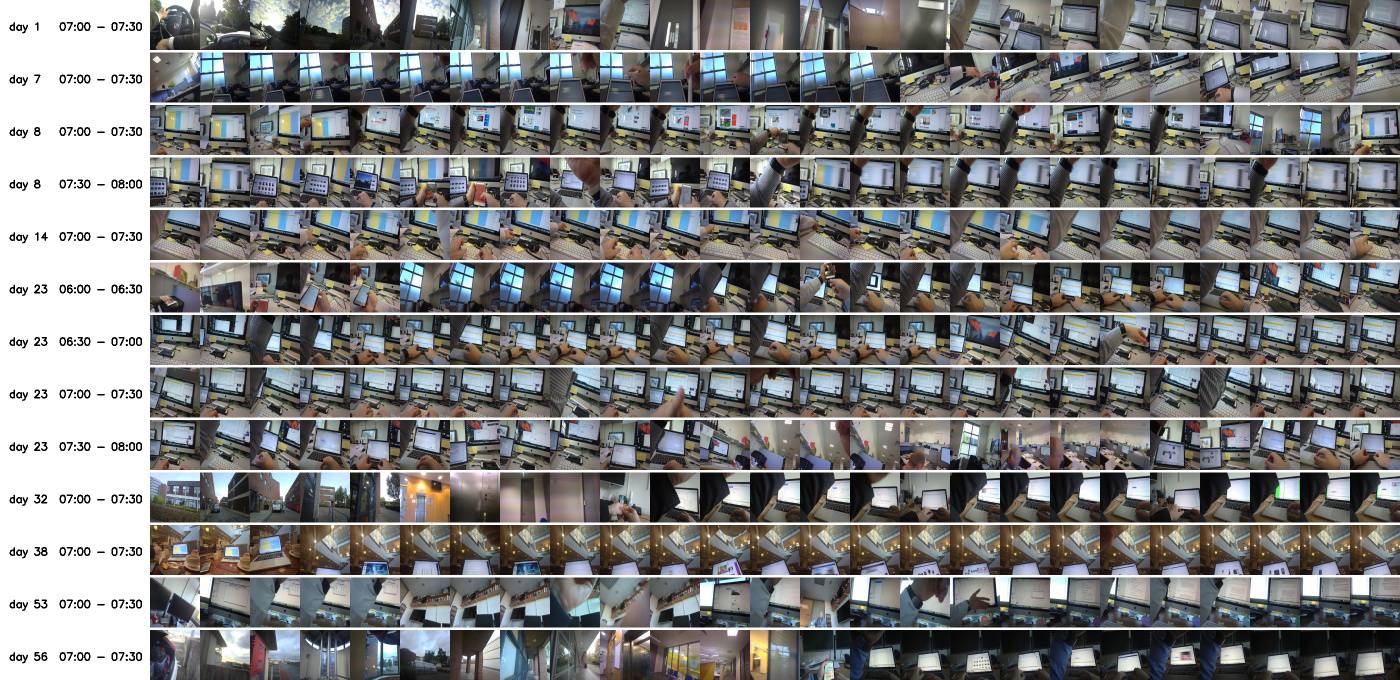 day 1 07:00 – 07:30
day 7 07:00 – 07:30
day 8 07:00 – 07:30
day 8 07:30 – 08:00
day 14 07:00 – 07:30
day 23 06:00 – 06:30
day 23 06:30 – 07:00
day 23 07:00 – 07:30
day 23 07:30 – 08:00
day 32 07:00 – 07:30
day 38 07:00 – 07:30
day 53 07:00 – 07:30
day 56 07:00 – 07:30